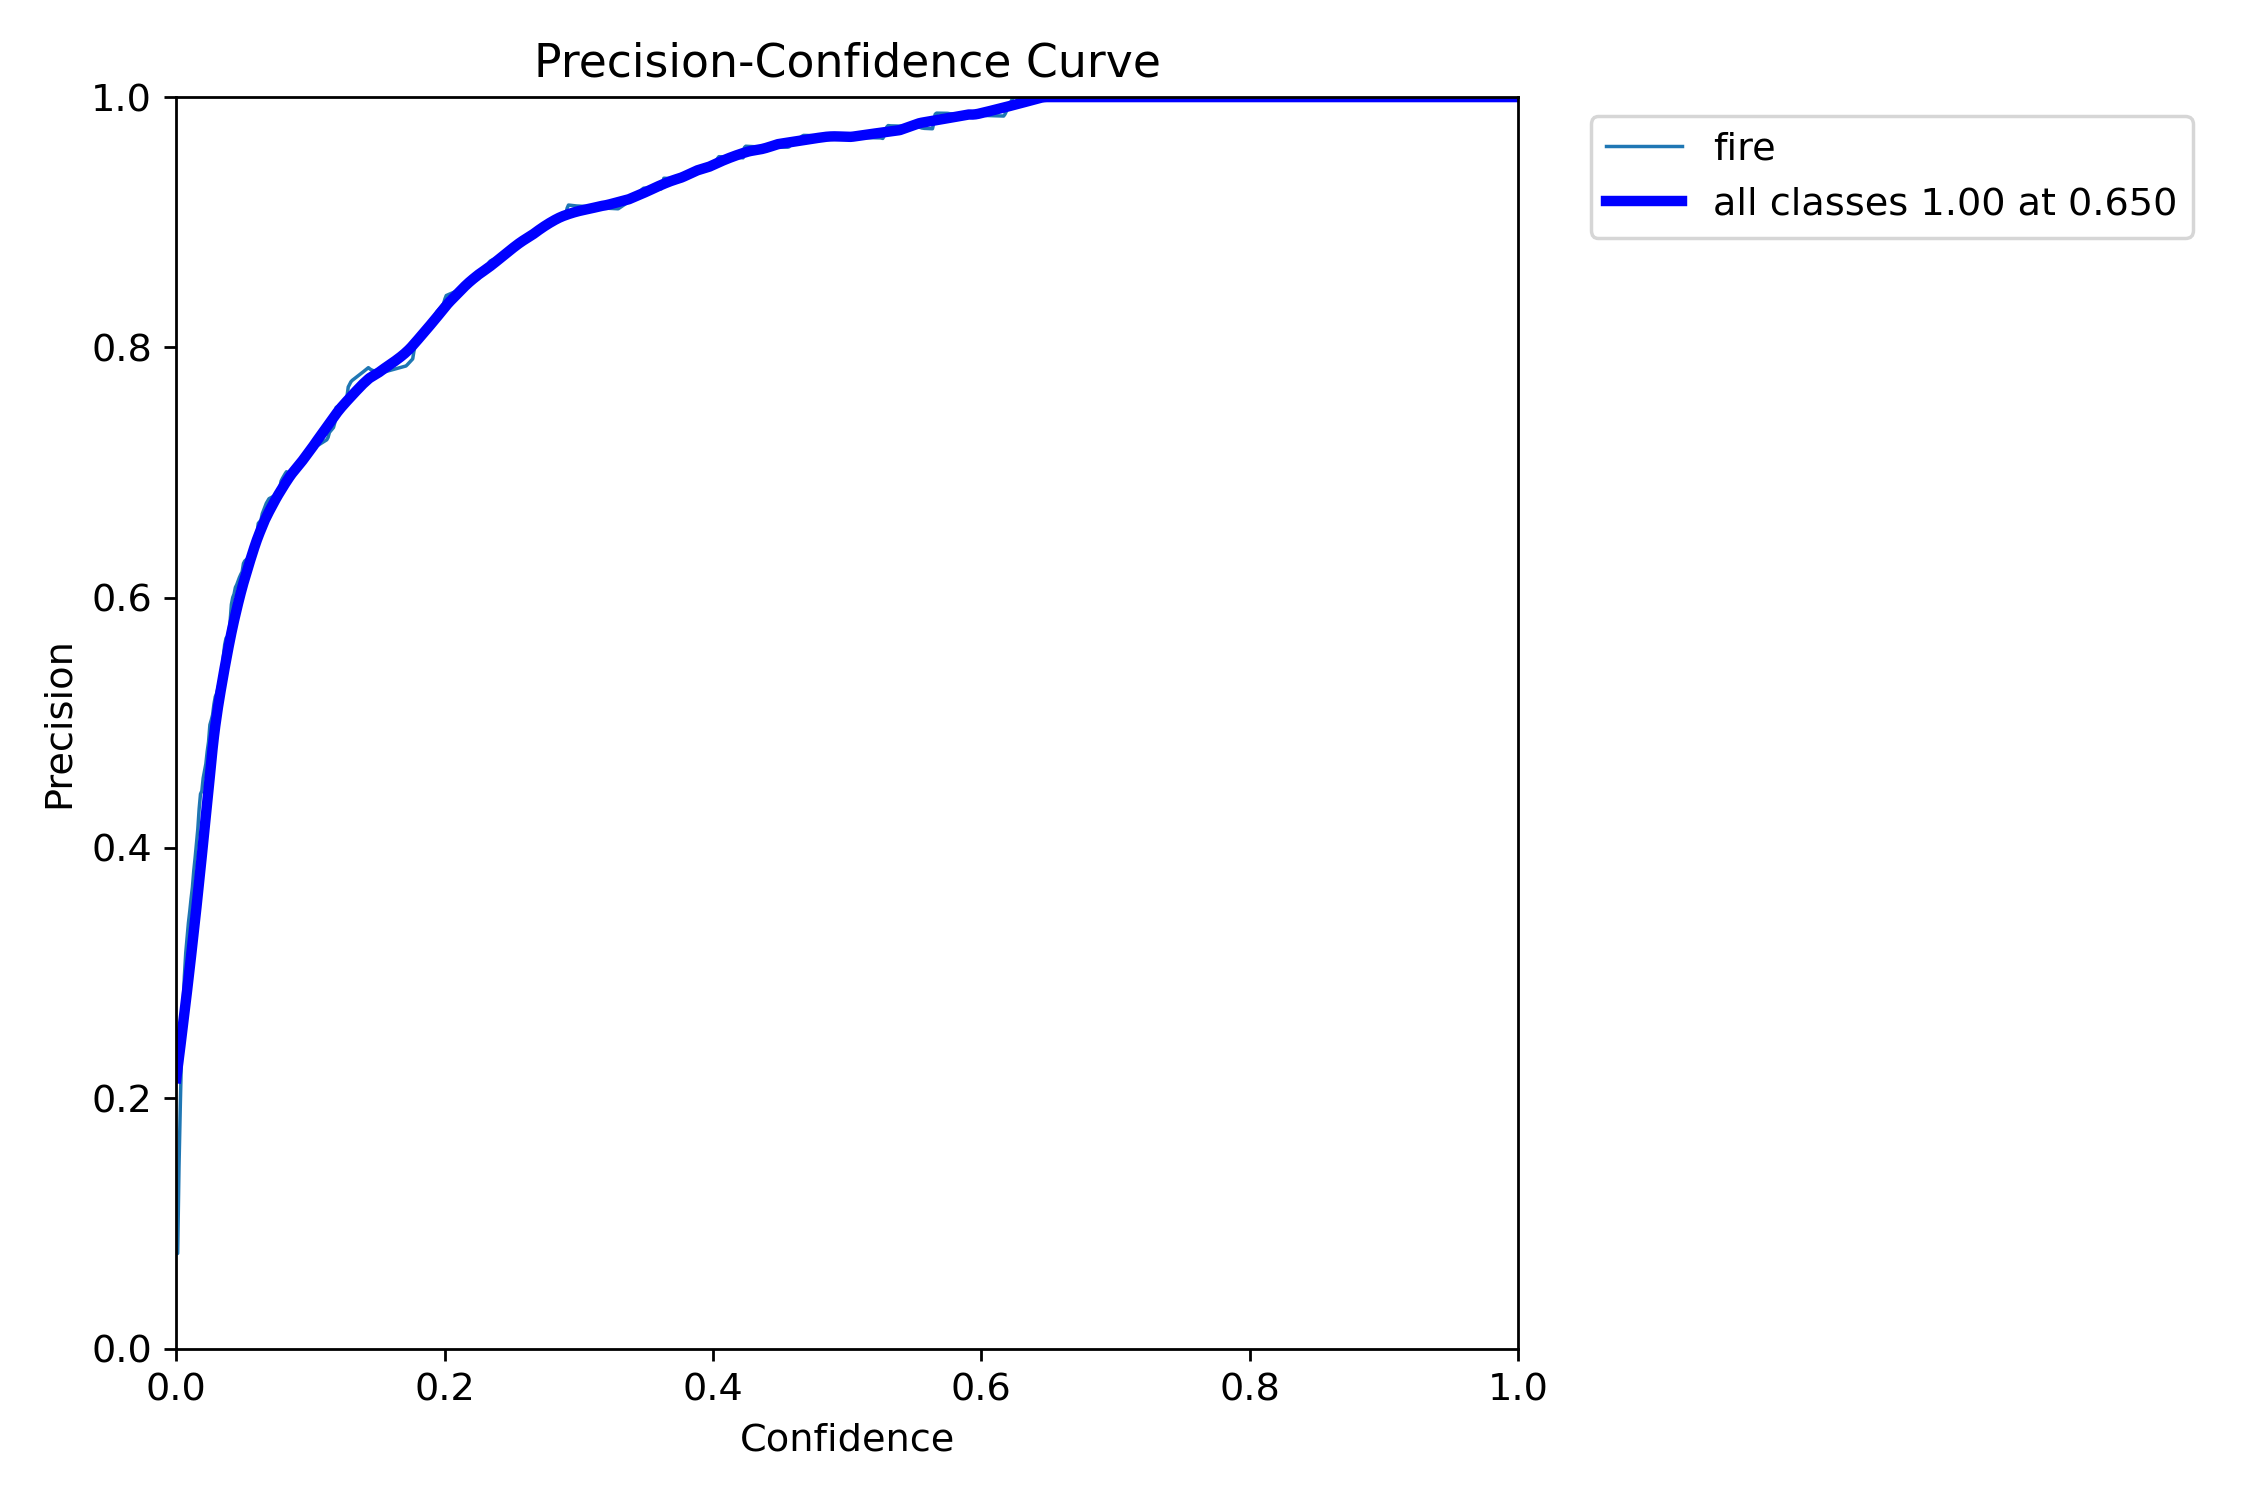 Precision-Confidence Curve
1.0
0.8
0.6
0.4
0.2
0.0
Precision
0.0 0.2 0.4 0.6 0.8 1.0
Confidence
fire
all classes 1.00 at 0.650